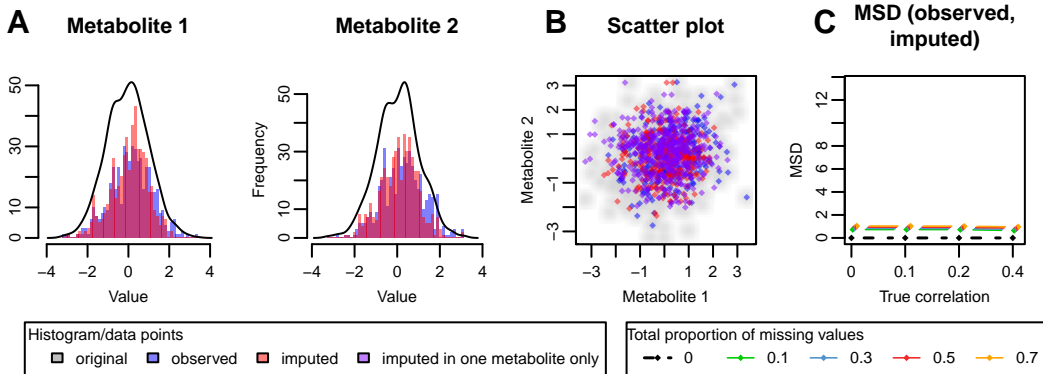 A
Metabolite 1
Metabolite 2
B
Scatter plot
C
MSD (observed,
imputed)
0 10 30 50
−4 −2 0 2 4
Value
Frequency
0 10 30 50
−4 −2 0 2 4
Value
Metabolite 2
−3 −1 1 2 3
−3 −1 0 1 2 3
Metabolite 1
MSD
0 2 4 8 12
0 0.1 0.2 0.4
True correlation
Histogram/data points
original observed imputed imputed in one metabolite only
Total proportion of missing values
0 0.1 0.3 0.5 0.7